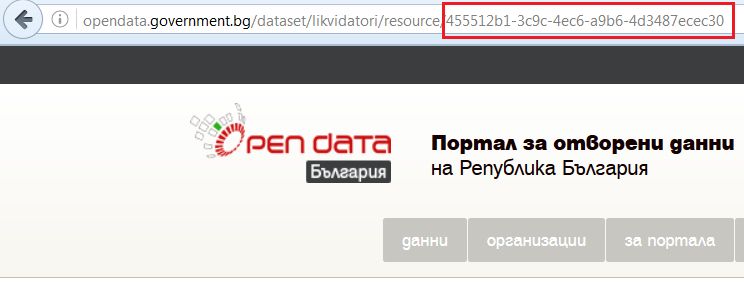 opendata.government.bg/dataset/likvidatori/resource/455512b1-3c9c-4ec6-a9b6-4d3487ecec30
OPEN DATA
България
Портал за отворени данни
на Република България
данни организации за портала